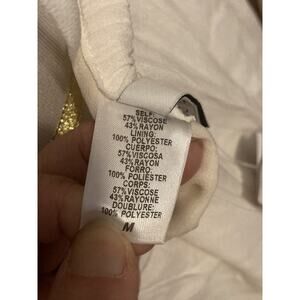 SELF:
57%VISCOSE
43%RAYON
LINING:
100% POLYESTER
CUERPO:
57%VISCOSA
43%RAYON
FORRO:
100% POLIESTER
CORPS:
57% VISCOSE
43%RAYONNE
DOUBLURE:
100% POLYESTER
M